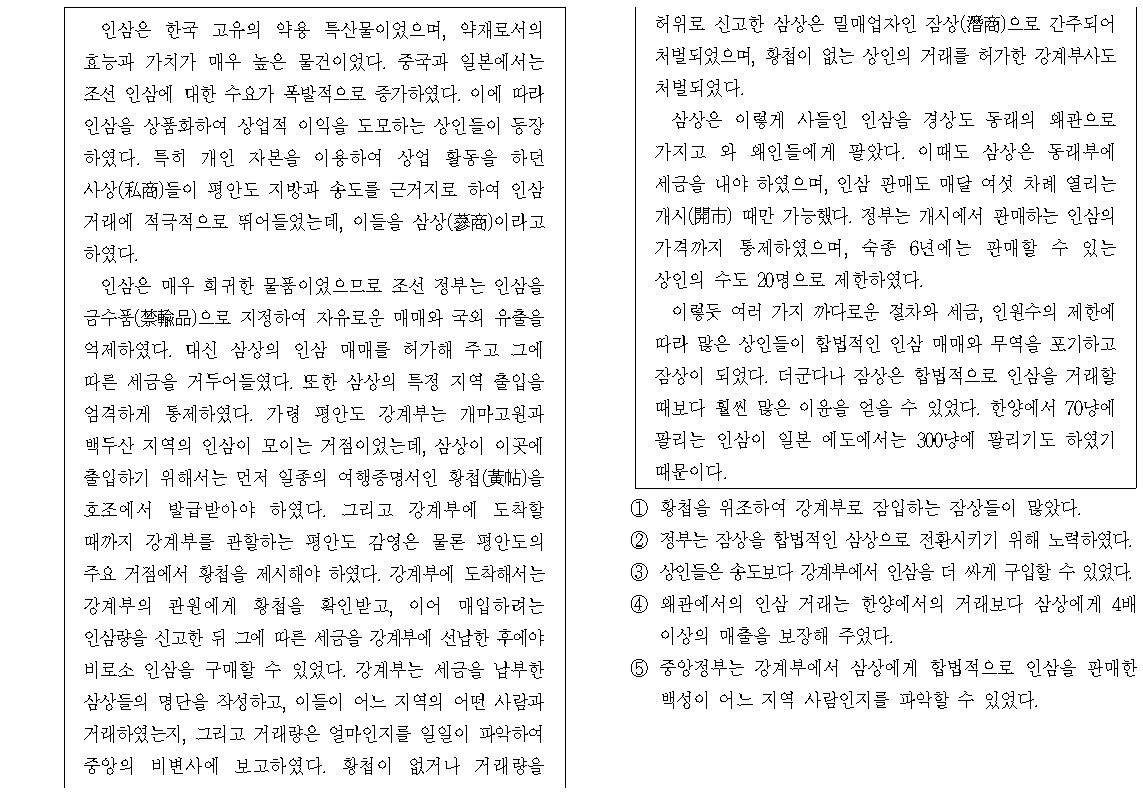 인삼은 한국 고유의 약용 특산물이었으며, 약재로서의
효능과 가치가 매우 높은 물건이었다. 중국과 일본에서는
조선 인삼에 대한 수요가 폭발적으로 증가하였다. 이에 따라
인삼을 상품화하여 상업적 이익을 도모하는 상인들이 등장
하였다. 특히 개인 자본을 이용하여 상업 활동을 하던
사상(私商)들이 평안도 지방과 송도를 근거지로 하여 인삼
거래에 적극적으로 뛰어들었는데, 이들을 삼상(蔘商)이라고
하였다.
인삼은 매우 희귀한 물품이었으므로 조선 정부는 인삼을
금수품(禁輸品)으로 지정하여 자유로운 매매와 국외 유출을
억제하였다. 대신 삼상의 인삼 매매를 허가해 주고 그에
따른 세금을 거두어들였다. 또한 삼상의 특정 지역 출입을
엄격하게 통제하였다. 가령 평안도 강계부는 개마고원과
백두산 지역의 인삼이 모이는 거점이었는데, 삼상이 이곳에
출입하기 위해서는 먼저 일종의 여행증명서인 황첩(黃帖)을
호조에서 발급받아야 하였다. 그리고 강계부에 도착할
때까지 강계부를 관할하는 평안도 감영은 물론 평안도의
주요 거점에서 황첩을 제시해야 하였다. 강계부에 도착해서는
강계부의 관원에게 황첩을 확인받고, 이어 매입하려는
인삼량을 신고한 뒤 그에 따른 세금을 강계부에 선납한 후에야
비로소 인삼을 구매할 수 있었다. 강계부는 세금을 납부한
삼상들의 명단을 작성하고, 이들이 어느 지역의 어떤 사람과
거래하였는지, 그리고 거래량은 얼마인지를 일일이 파악하여
중앙의 비변사에 보고하였다. 황첩이 없거나 거래량을
허위로 신고한 삼상은 밀매업자인 잠상(潛商)으로 간주되어
처벌되었으며, 황첩이 없는 상인의 거래를 허가한 강계부사도
처벌되었다.
삼상은 이렇게 사들인 인삼을 경상도 동래의 왜관으로
가지고 와 왜인들에게 팔았다. 이때도 삼상은 동래부에
세금을 내야 하였으며, 인삼 판매도 매달 여섯 차례 열리는
개시(開市) 때만 가능했다. 정부는 개시에서 판매하는 인삼의
가격까지 통제하였으며, 숙종 6년에는 판매할 수 있는
상인의 수도 20명으로 제한하였다.
이렇듯 여러 가지 까다로운 절차와 세금, 인원수의 제한에
따라 많은 상인들이 합법적인 인삼 매매와 무역을 포기하고
잠상이 되었다. 더군다나 잠상은 합법적으로 인삼을 거래할
때보다 훨씬 많은 이윤을 얻을 수 있었다. 한양에서 70냥에
팔리는 인삼이 일본 에도에서는 300냥에 팔리기도 하였기
때문이다.
① 황첩을 위조하여 강계부로 잠입하는 잠상들이 많았다.
② 정부는 잠상을 합법적인 삼상으로 전환시키기 위해 노력하였다.
③ 상인들은 송도보다 강계부에서 인삼을 더 싸게 구입할 수 있었다.
④ 왜관에서의 인삼 거래는 한양에서의 거래보다 삼상에게 4배
이상의 매출을 보장해 주었다.
⑤ 중앙정부는 강계부에서 삼상에게 합법적으로 인삼을 판매한
백성이 어느 지역 사람인지를 파악할 수 있었다.